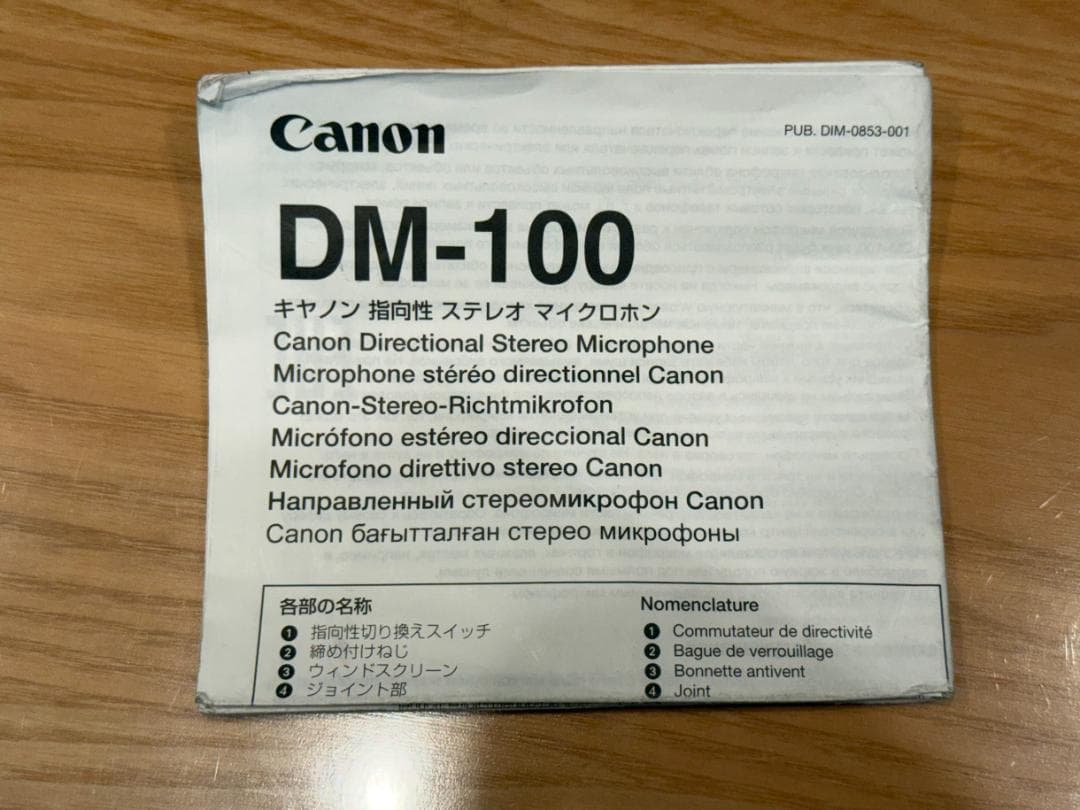 Canon
PUB. DIM-0853-001
DM-100
キヤノン 指向性 ステレオ マイクロホン
Canon Directional Stereo Microphone
Microphone stéréo directionnel Canon
Canon-Stereo-Richtmikrofon
Micrófono estéreo direccional Canon
Microfono direttivo stereo Canon
Направленный стереомикрофон Canon
Canon бағытталған стерео микрофоны
各部の名称
❶ 指向性切り換えスイッチ
❷ 締め付けねじ
❸ ウィンドスクリーン
❹ ジョイント部
Nomenclature
❶ Commutateur de directivité
❷ Bague de verrouillage
❸ Bonnette antivent
❹ Joint